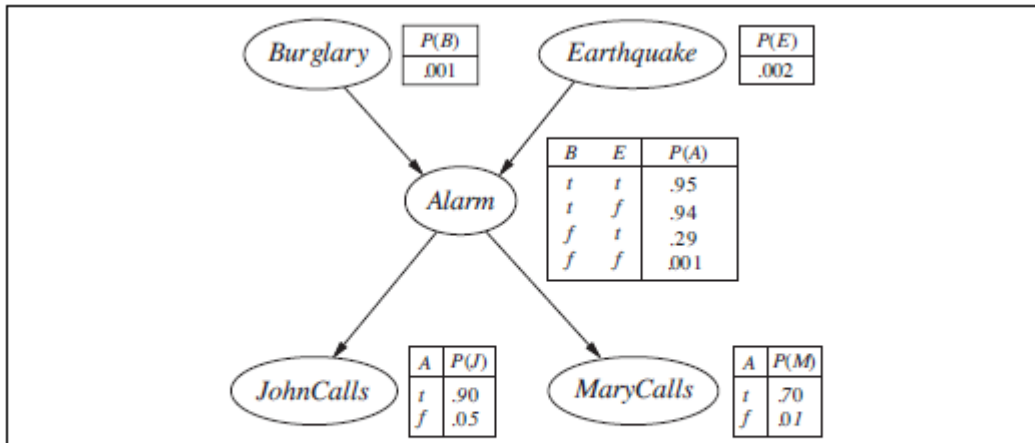 Burglary
P(B)
.001
Earthquake
P(E)
.002
B E P(A)
t t .95
t f .94
f t .29
f f .001
Alarm
JohnCalls
A P(J)
t .90
f .05
MaryCalls
A P(M)
t .70
f .01